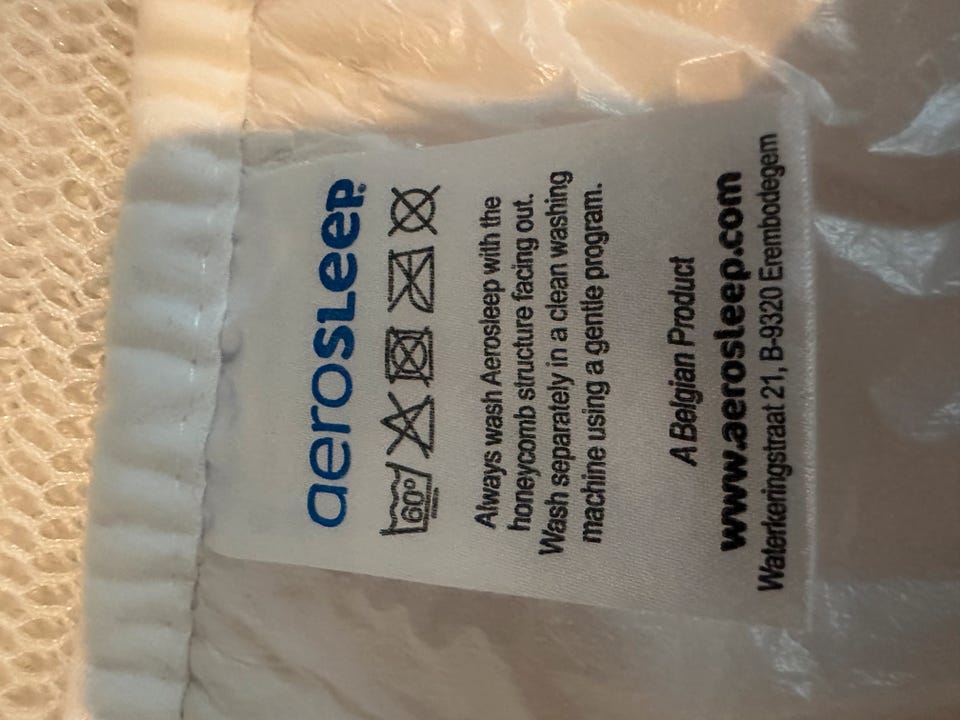 aerosleep®
60°
Always wash Aerosleep with the
honeycomb structure facing out.
Wash separately in a clean washing
machine using a gentle program.
A Belgian Product
www.aerosleep.com
Waterkeringstraat 21, B-9320 Erembodegem